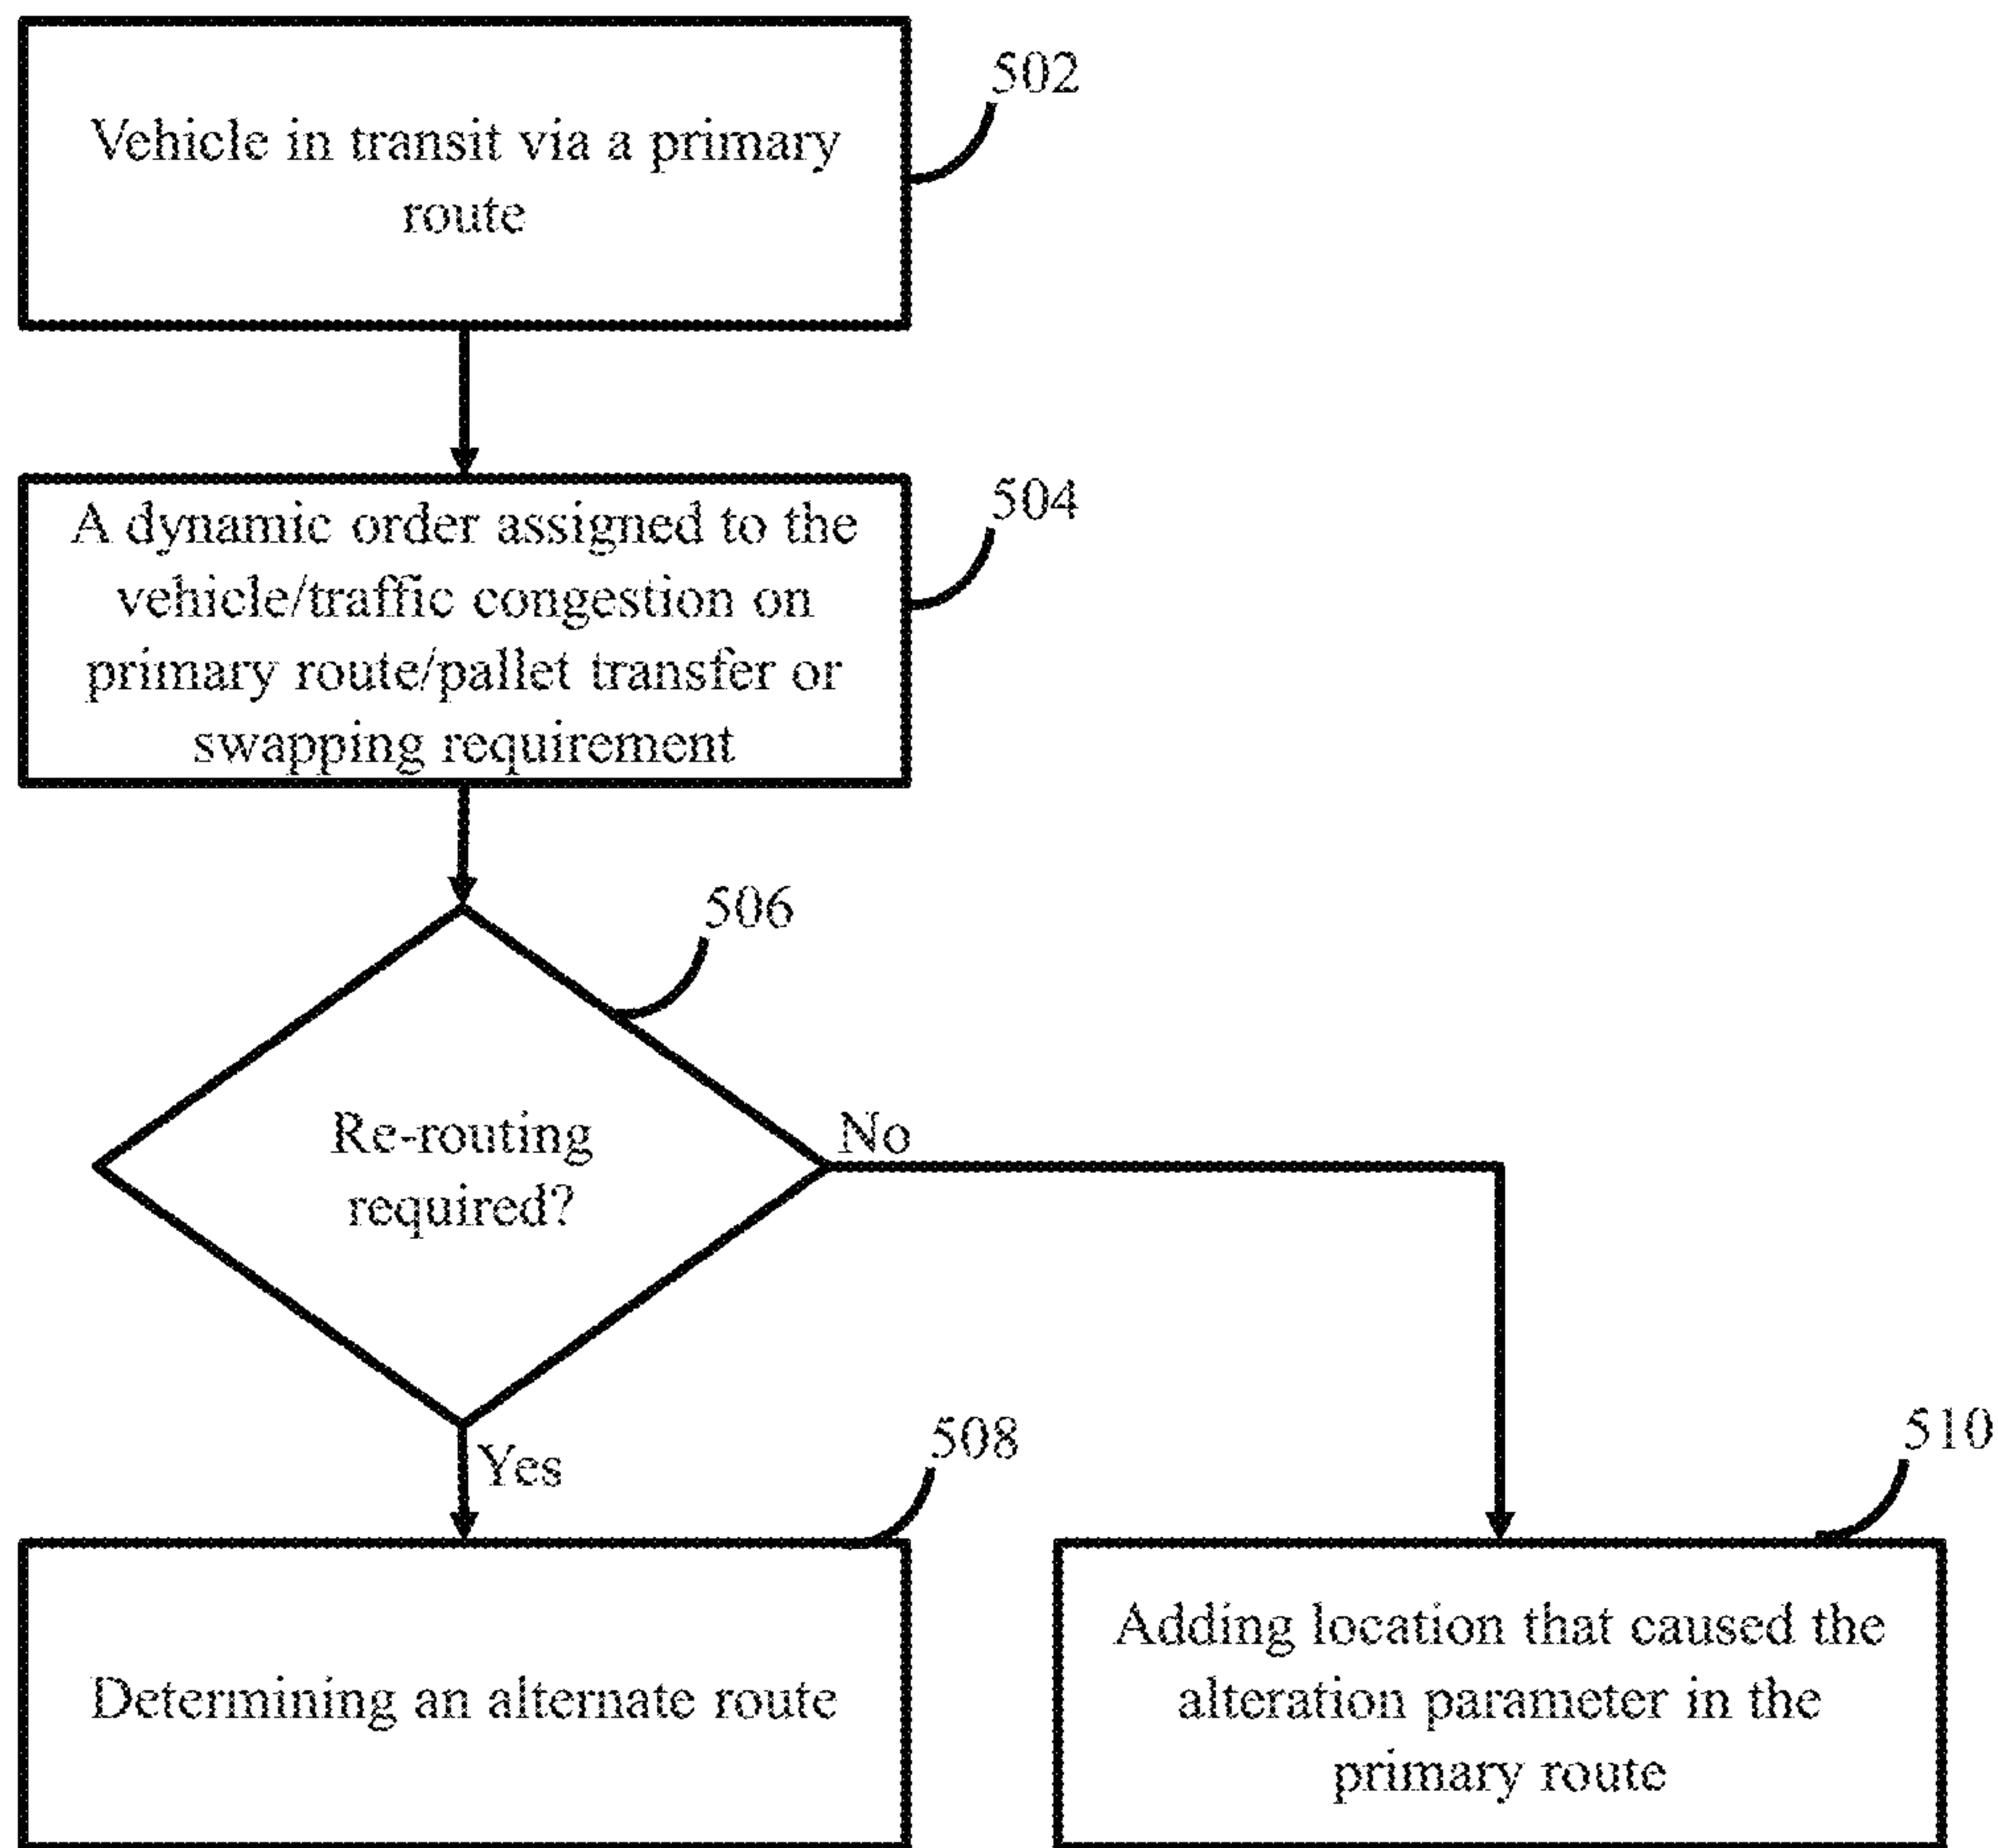 502
Vehicle in transit via a primary
route
504
A dynamic order assigned to the
vehicle/traffic congestion on
primary route/pallet transfer or
swapping requirement
506
Re-routing
required?
No
Yes
508
Determining an alternate route
510
Adding location that caused the
alteration parameter in the
primary route